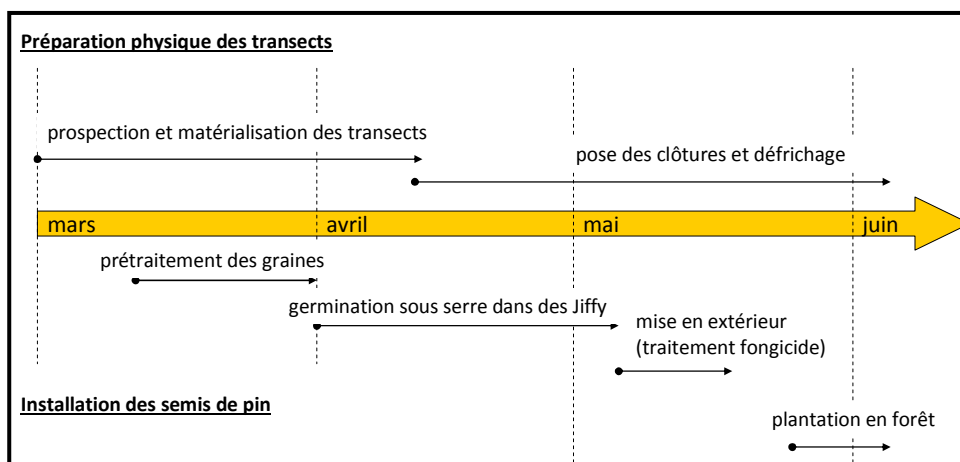 Préparation physique des transects
prospection et matérialisation des transects
pose des clôtures et défrichage
mars avril mai juin
prétraitement des graines
germination sous serre dans des Jiffy
mise en extérieur
(traitement fongicide)
Installation des semis de pin
plantation en forêt